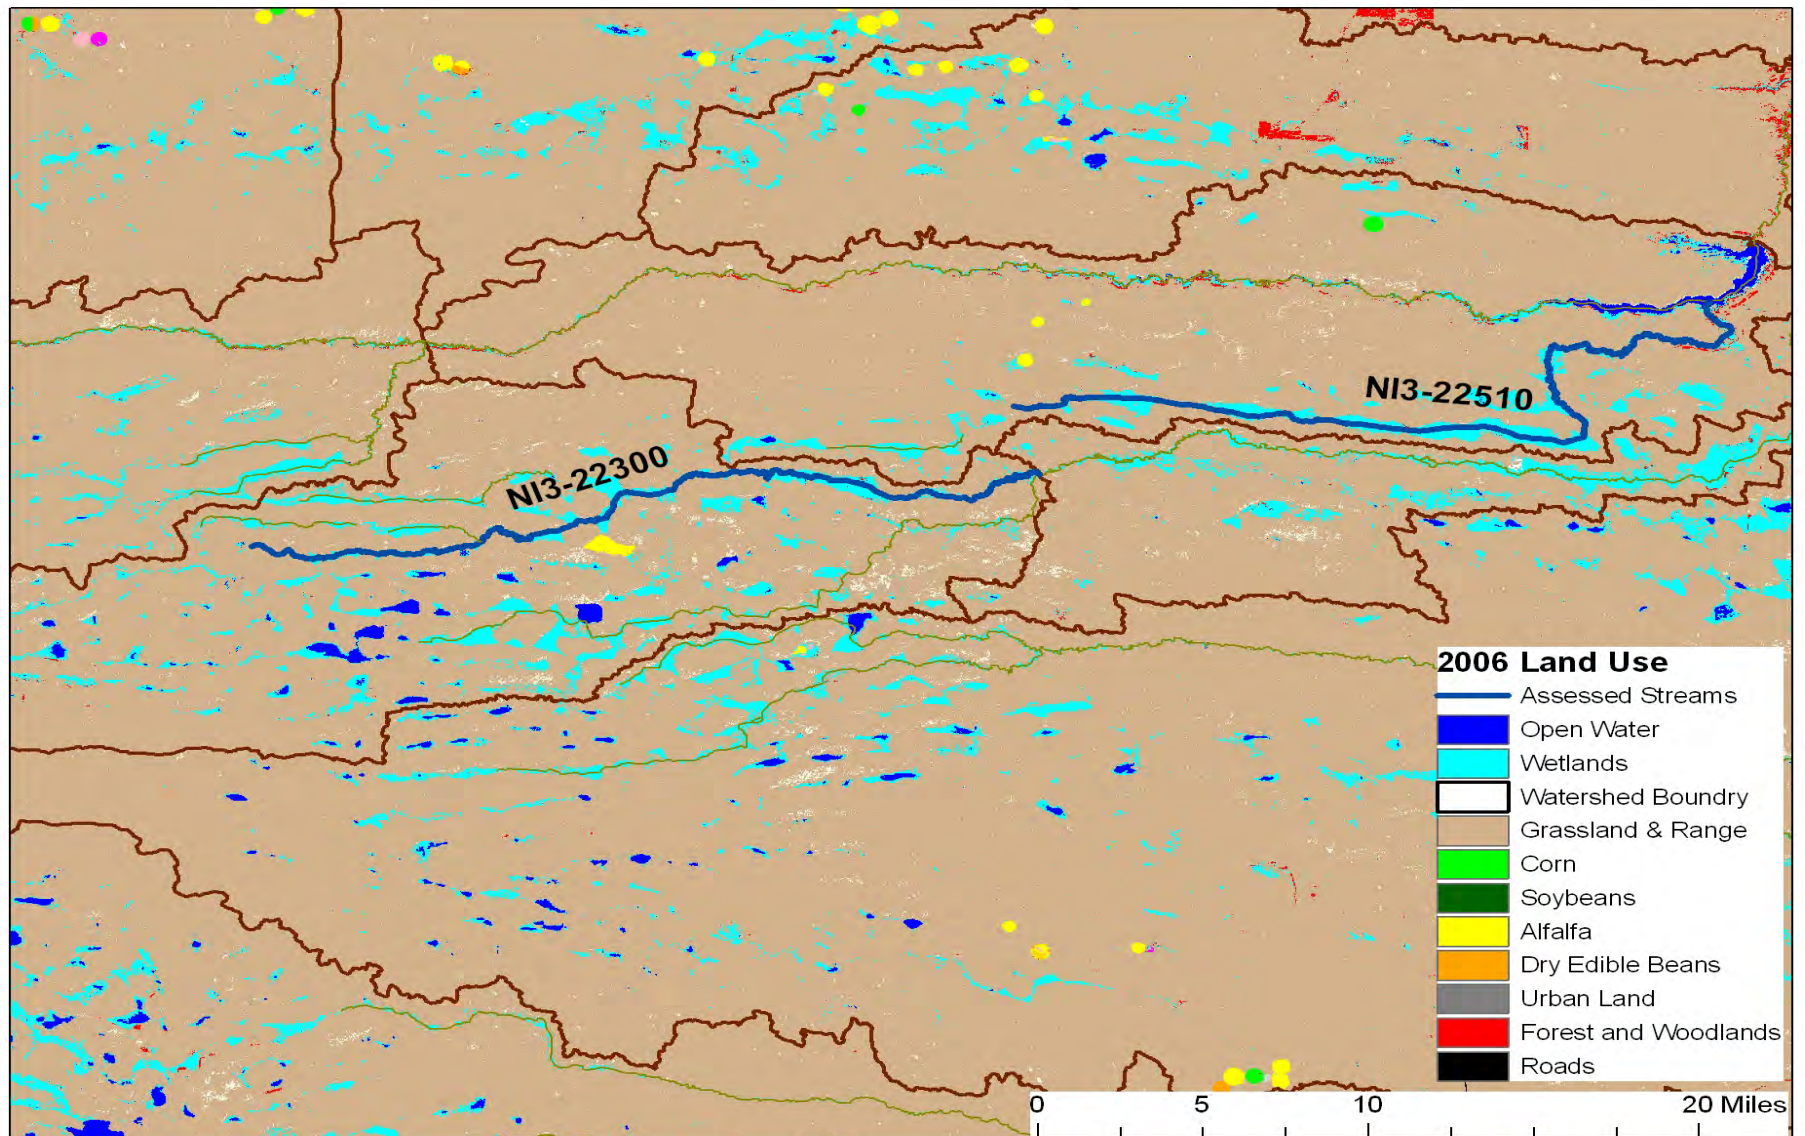 NI3-22510
NI3-22300
2006 Land Use
Assessed Streams
Open Water
Wetlands
Watershed Boundry
Grassland & Range
Corn
Soybeans
Alfalfa
Dry Edible Beans
Urban Land
Forest and Woodlands
Roads
0 5 10 20 Miles